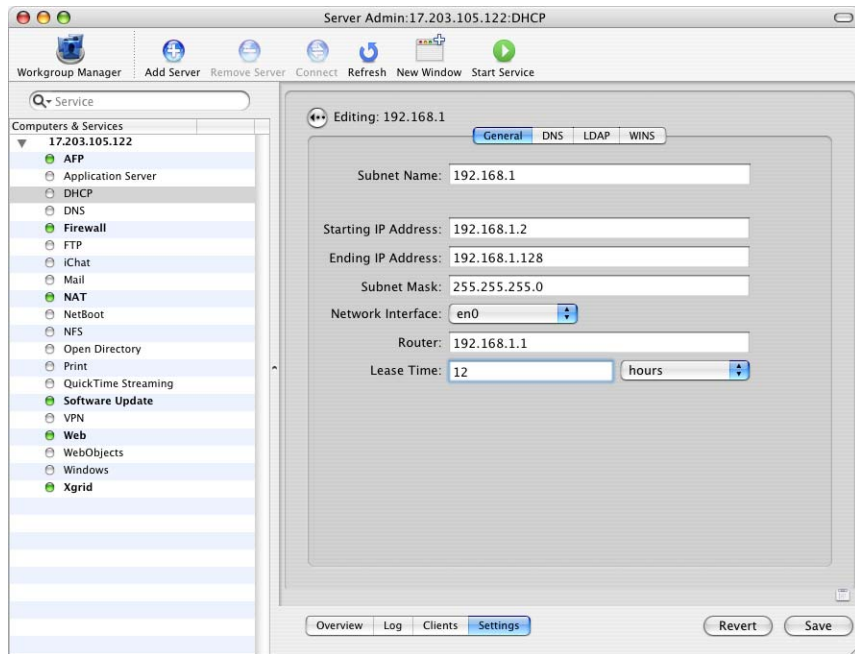 Server Admin:17.203.105.122:DHCP
Workgroup Manager Add Server Remove Server Connect Refresh New Window Start Service
Service
Computers & Services
17.203.105.122
AFP
Application Server
DHCP
DNS
Firewall
FTP
iChat
Mail
NAT
NetBoot
NFS
Open Directory
Print
QuickTime Streaming
Software Update
VPN
Web
WebObjects
Windows
Xgrid
Editing: 192.168.1
General DNS LDAP WINS
Subnet Name: 192.168.1
Starting IP Address: 192.168.1.2
Ending IP Address: 192.168.1.128
Subnet Mask: 255.255.255.0
Network Interface: en0
Router: 192.168.1.1
Lease Time: 12 hours
Overview Log Clients Settings Revert Save